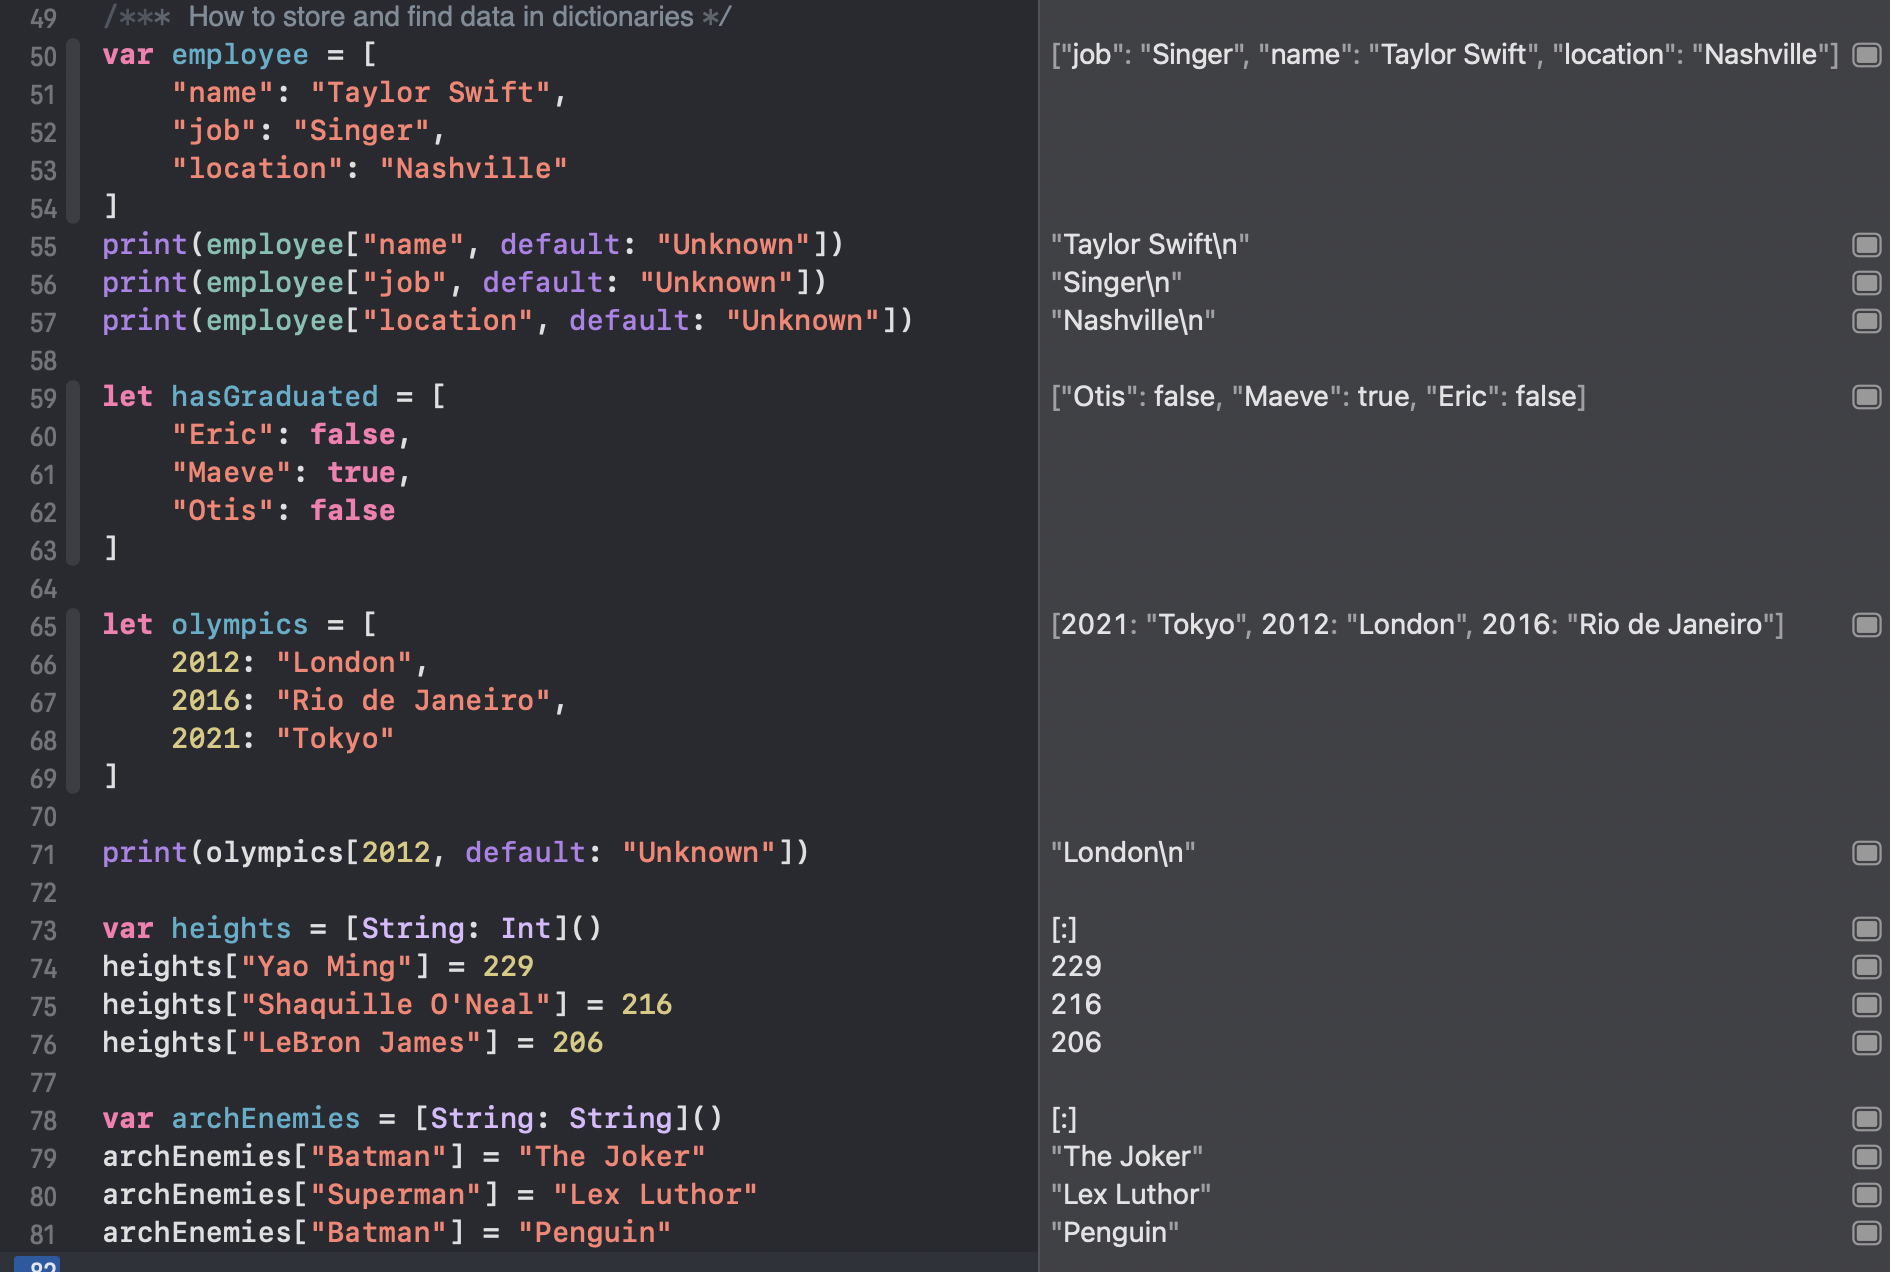 49 /*** How to store and find data in dictionaries */
50 var employee = [ ["job": "Singer", "name": "Taylor Swift", "location": "Nashville"]
51 "name": "Taylor Swift",
52 "job": "Singer",
53 "location": "Nashville"
54 ]
55 print(employee["name", default: "Unknown"]) "Taylor Swift\n"
56 print(employee["job", default: "Unknown"]) "Singer\n"
57 print(employee["location", default: "Unknown"]) "Nashville\n"
58
59 let hasGraduated = [ ["Otis": false, "Maeve": true, "Eric": false]
60 "Eric": false,
61 "Maeve": true,
62 "Otis": false
63 ]
64
65 let olympics = [ [2021: "Tokyo", 2012: "London", 2016: "Rio de Janeiro"]
66 2012: "London",
67 2016: "Rio de Janeiro",
68 2021: "Tokyo"
69 ]
70
71 print(olympics[2012, default: "Unknown"]) "London\n"
72
73 var heights = [String: Int]() [:]
74 heights["Yao Ming"] = 229 229
75 heights["Shaquille O'Neal"] = 216 216
76 heights["LeBron James"] = 206 206
77
78 var archEnemies = [String: String]() [:]
79 archEnemies["Batman"] = "The Joker" "The Joker"
80 archEnemies["Superman"] = "Lex Luthor" "Lex Luthor"
81 archEnemies["Batman"] = "Penguin" "Penguin"
82